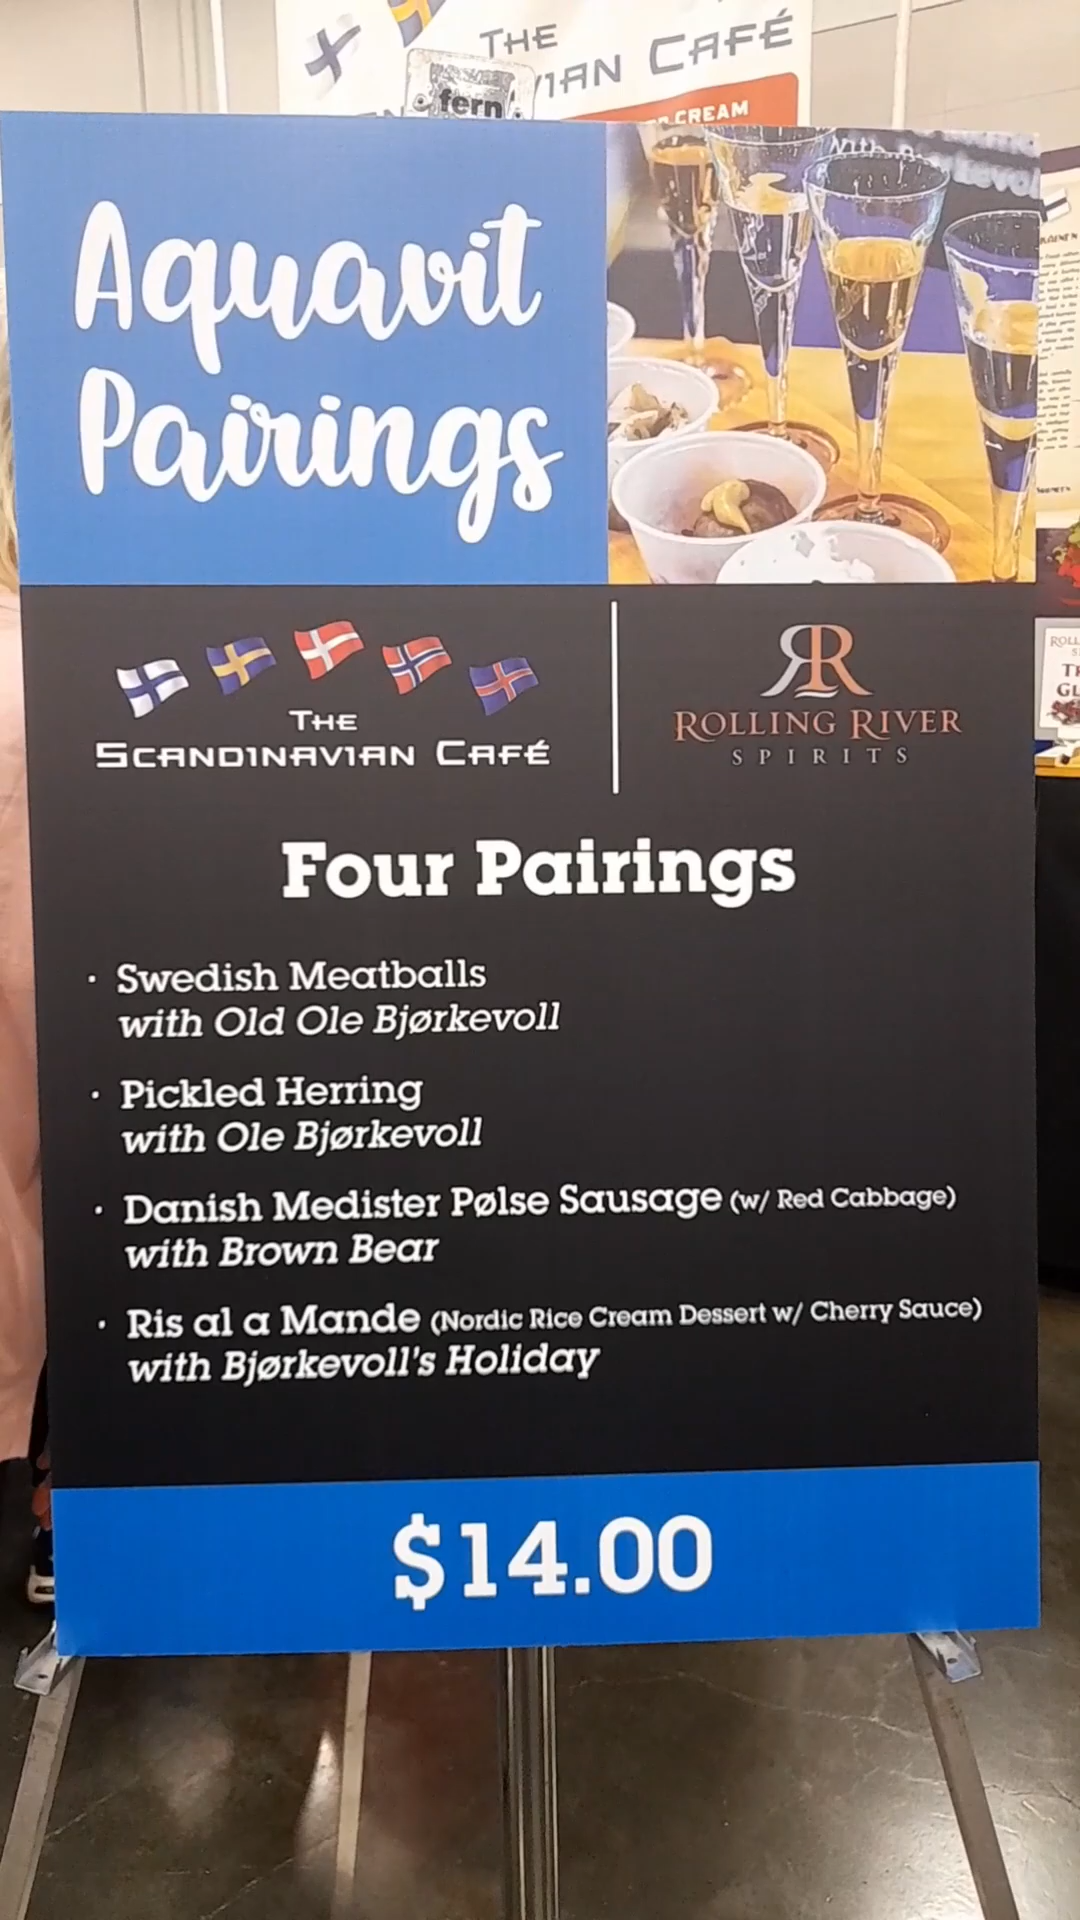 THE
VIAN CAFÉ
fern
CREAM
Aquavit
Pairings
THE
SCANDINAVIAN CAFÉ
RR
ROLLING RIVER
SPIRITS
Four Pairings
· Swedish Meatballs
with Old Ole Bjørkevoll
· Pickled Herring
with Ole Bjørkevoll
· Danish Medister Pølse Sausage (w/ Red Cabbage)
with Brown Bear
· Ris al a Mande (Nordic Rice Cream Dessert w/ Cherry Sauce)
with Bjørkevoll's Holiday
$14.00